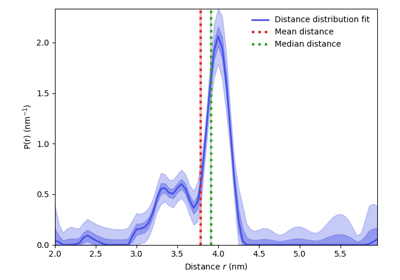 Distance distribution fit
Mean distance
Median distance
P(r) (nm⁻¹)
2.0
1.5
1.0
0.5
0.0
2.0 2.5 3.0 3.5 4.0 4.5 5.0 5.5
Distance r (nm)